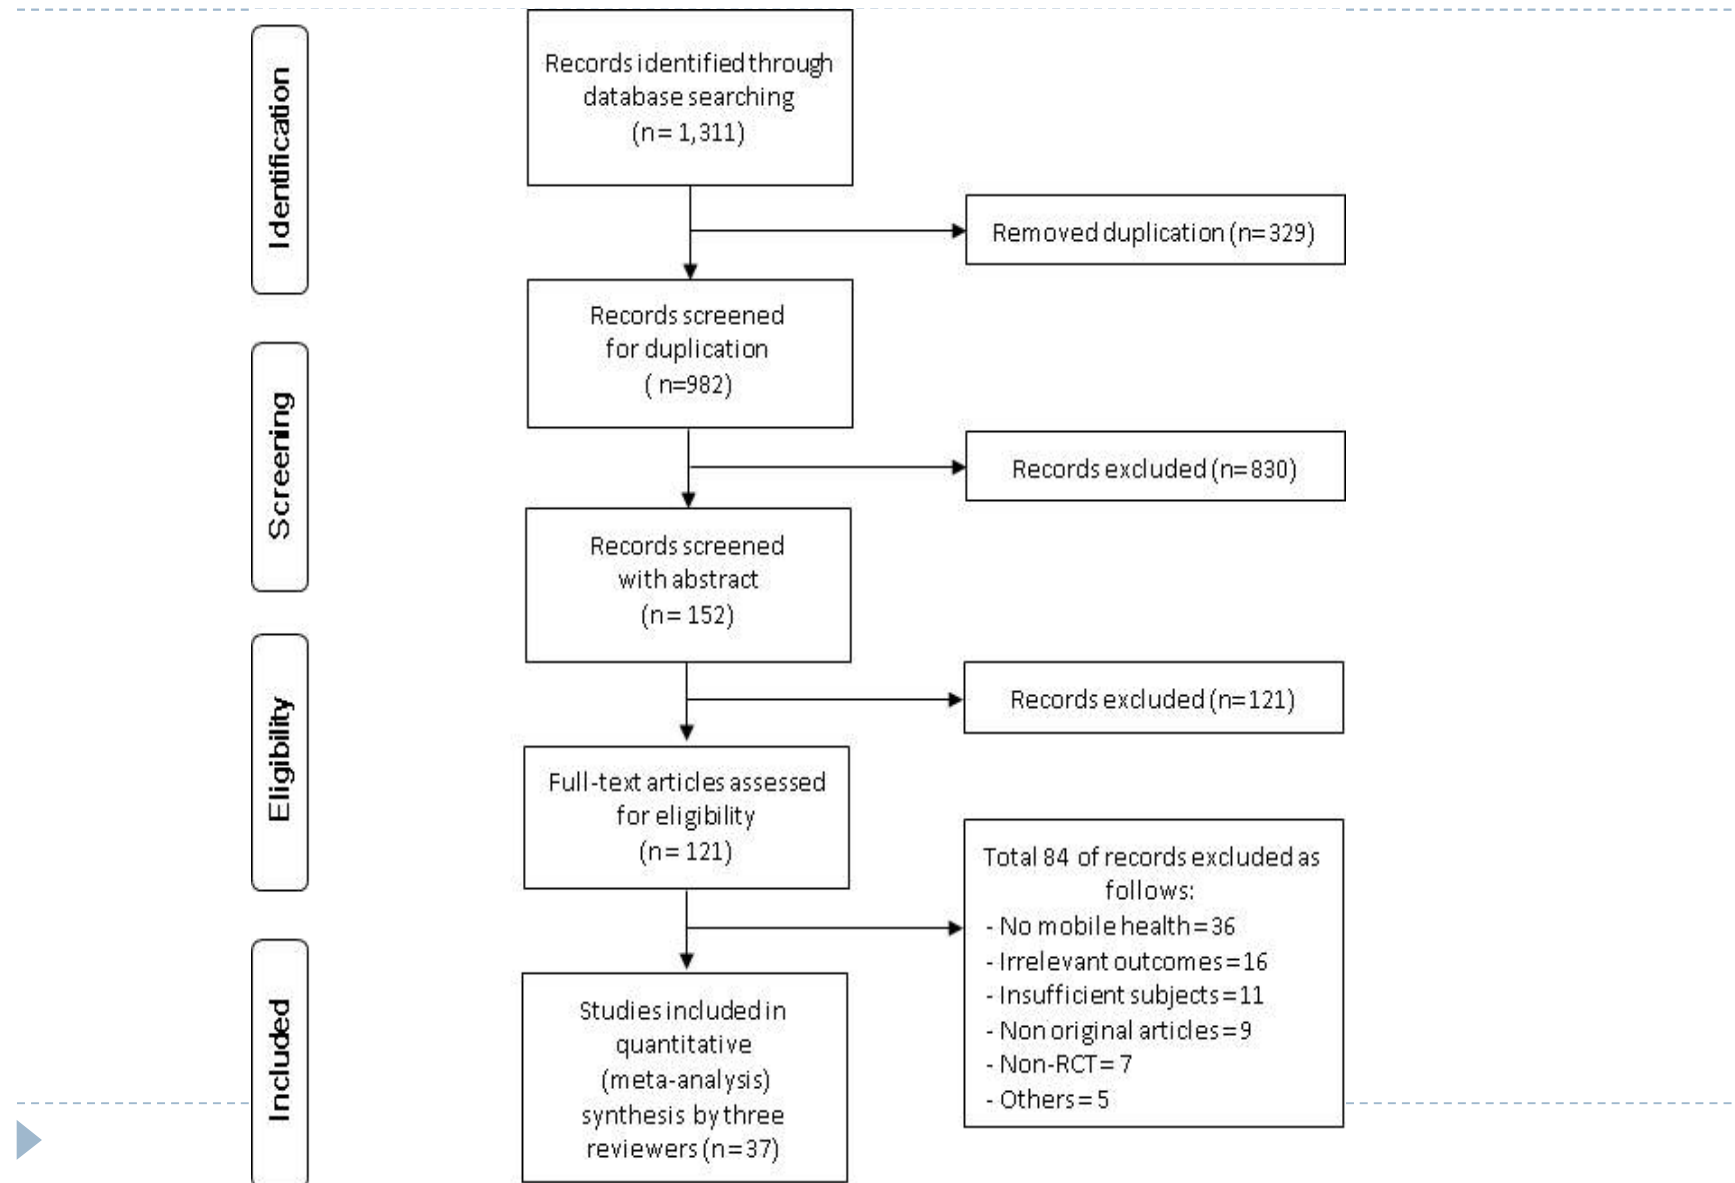 Identification
Records identified through
database searching
(n= 1,311)
Removed duplication (n=329)
Records screened
for duplication
( n=982)
Screening
Records excluded (n=830)
Records screened
with abstract
(n= 152)
Eligibility
Records excluded (n=121)
Full-text articles assessed
for eligibility
(n= 121)
Total 84 of records excluded as
follows:
- No mobile health=36
- Irrelevant outcomes=16
- Insufficient subjects=11
- Non original articles=9
- Non-RCT= 7
- Others= 5
Included
Studies included in
quantitative
(meta-analysis)
synthesis by three
reviewers (n=37)